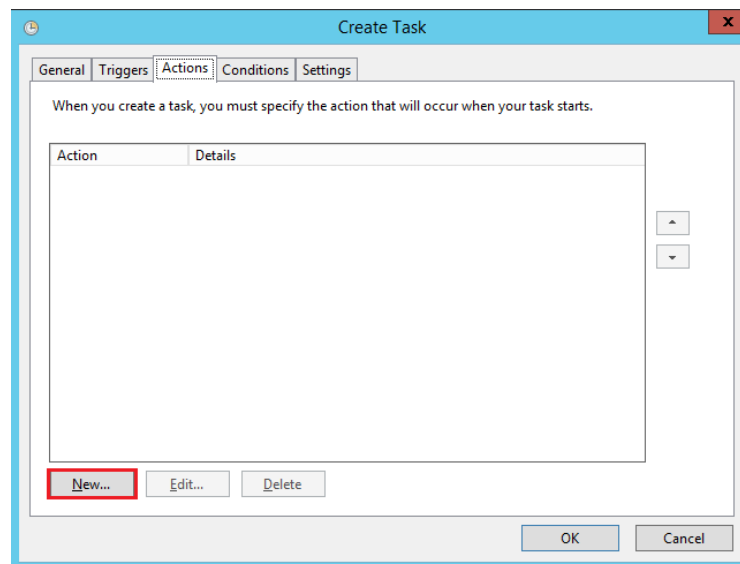 Create Task
x
General Triggers Actions Conditions Settings
When you create a task, you must specify the action that will occur when your task starts.
Action Details
New... Edit... Delete
OK Cancel